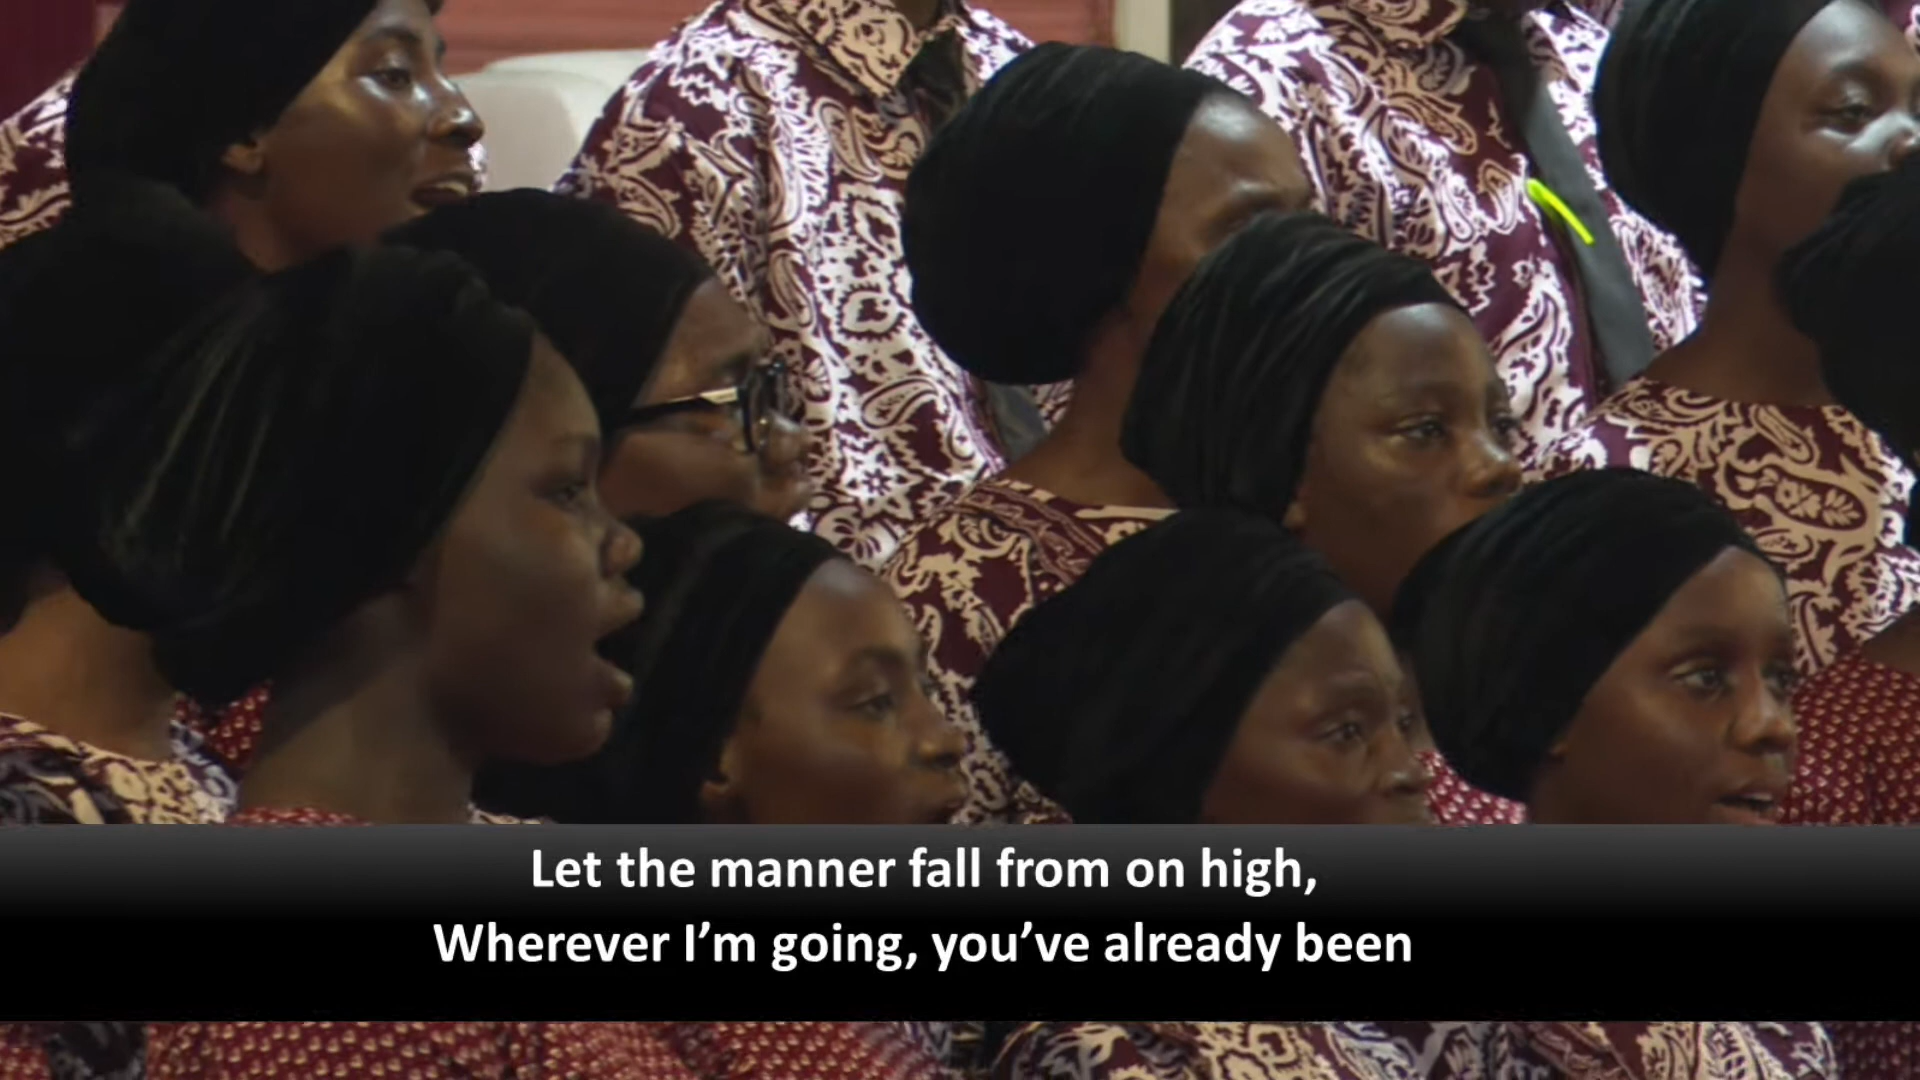 Let the manner fall from on high,
Wherever I’m going, you’ve already been